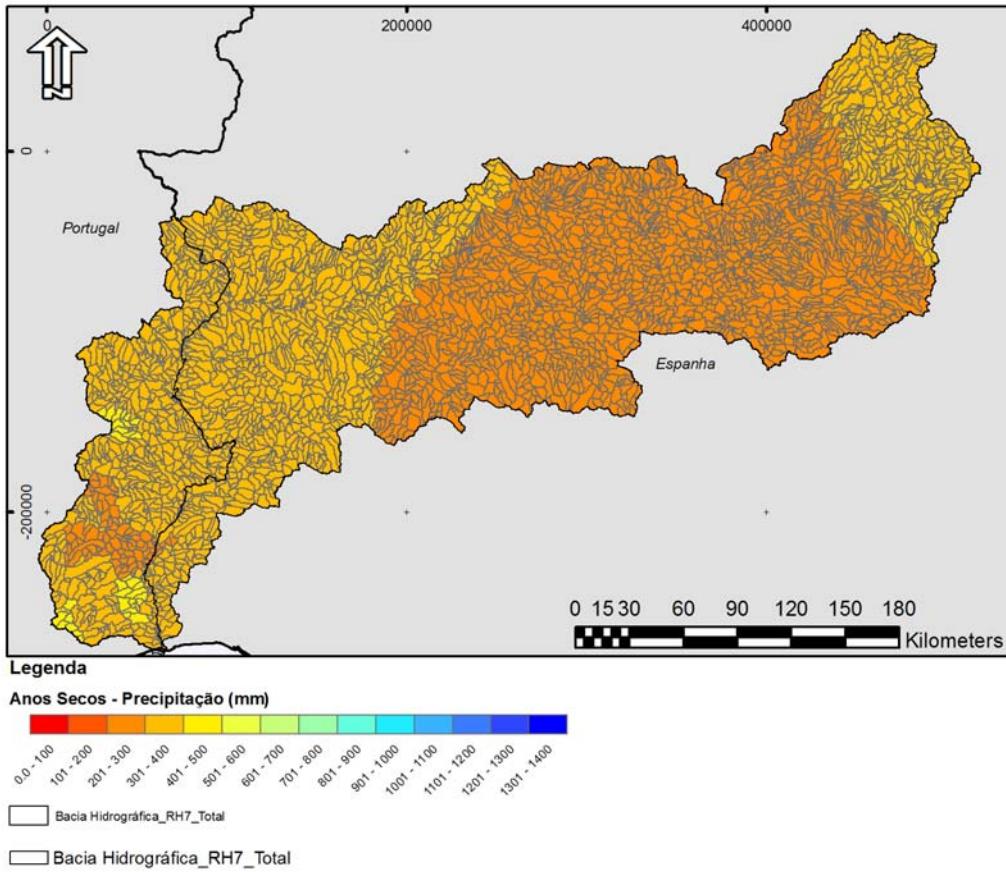 0 200000 400000
N
0
Portugal
Espanha
-200000
0 15 30 60 90 120 150 180
Kilometers
Legenda
Anos Secos - Precipitação (mm)
0.0 - 100
101 - 200
201 - 300
301 - 400
401 - 500
501 - 600
601 - 700
701 - 800
801 - 900
901 - 1000
1001 - 1100
1101 - 1200
1201 - 1300
1301 - 1400
Bacia Hidrográfica_RH7_Total
Bacia Hidrográfica_RH7_Total